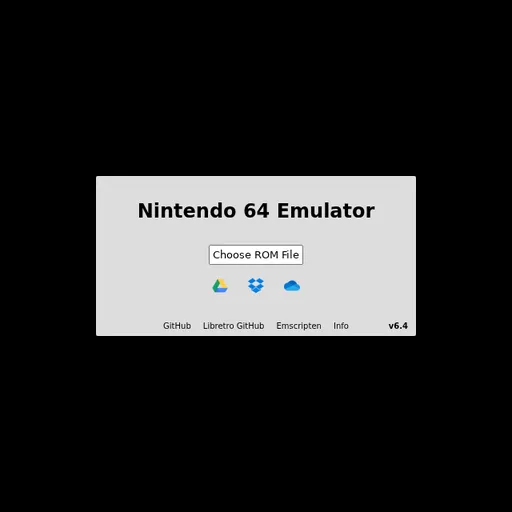 Nintendo 64 Emulator
Choose ROM File
GitHub Libretro GitHub Emscripten Info v6.4